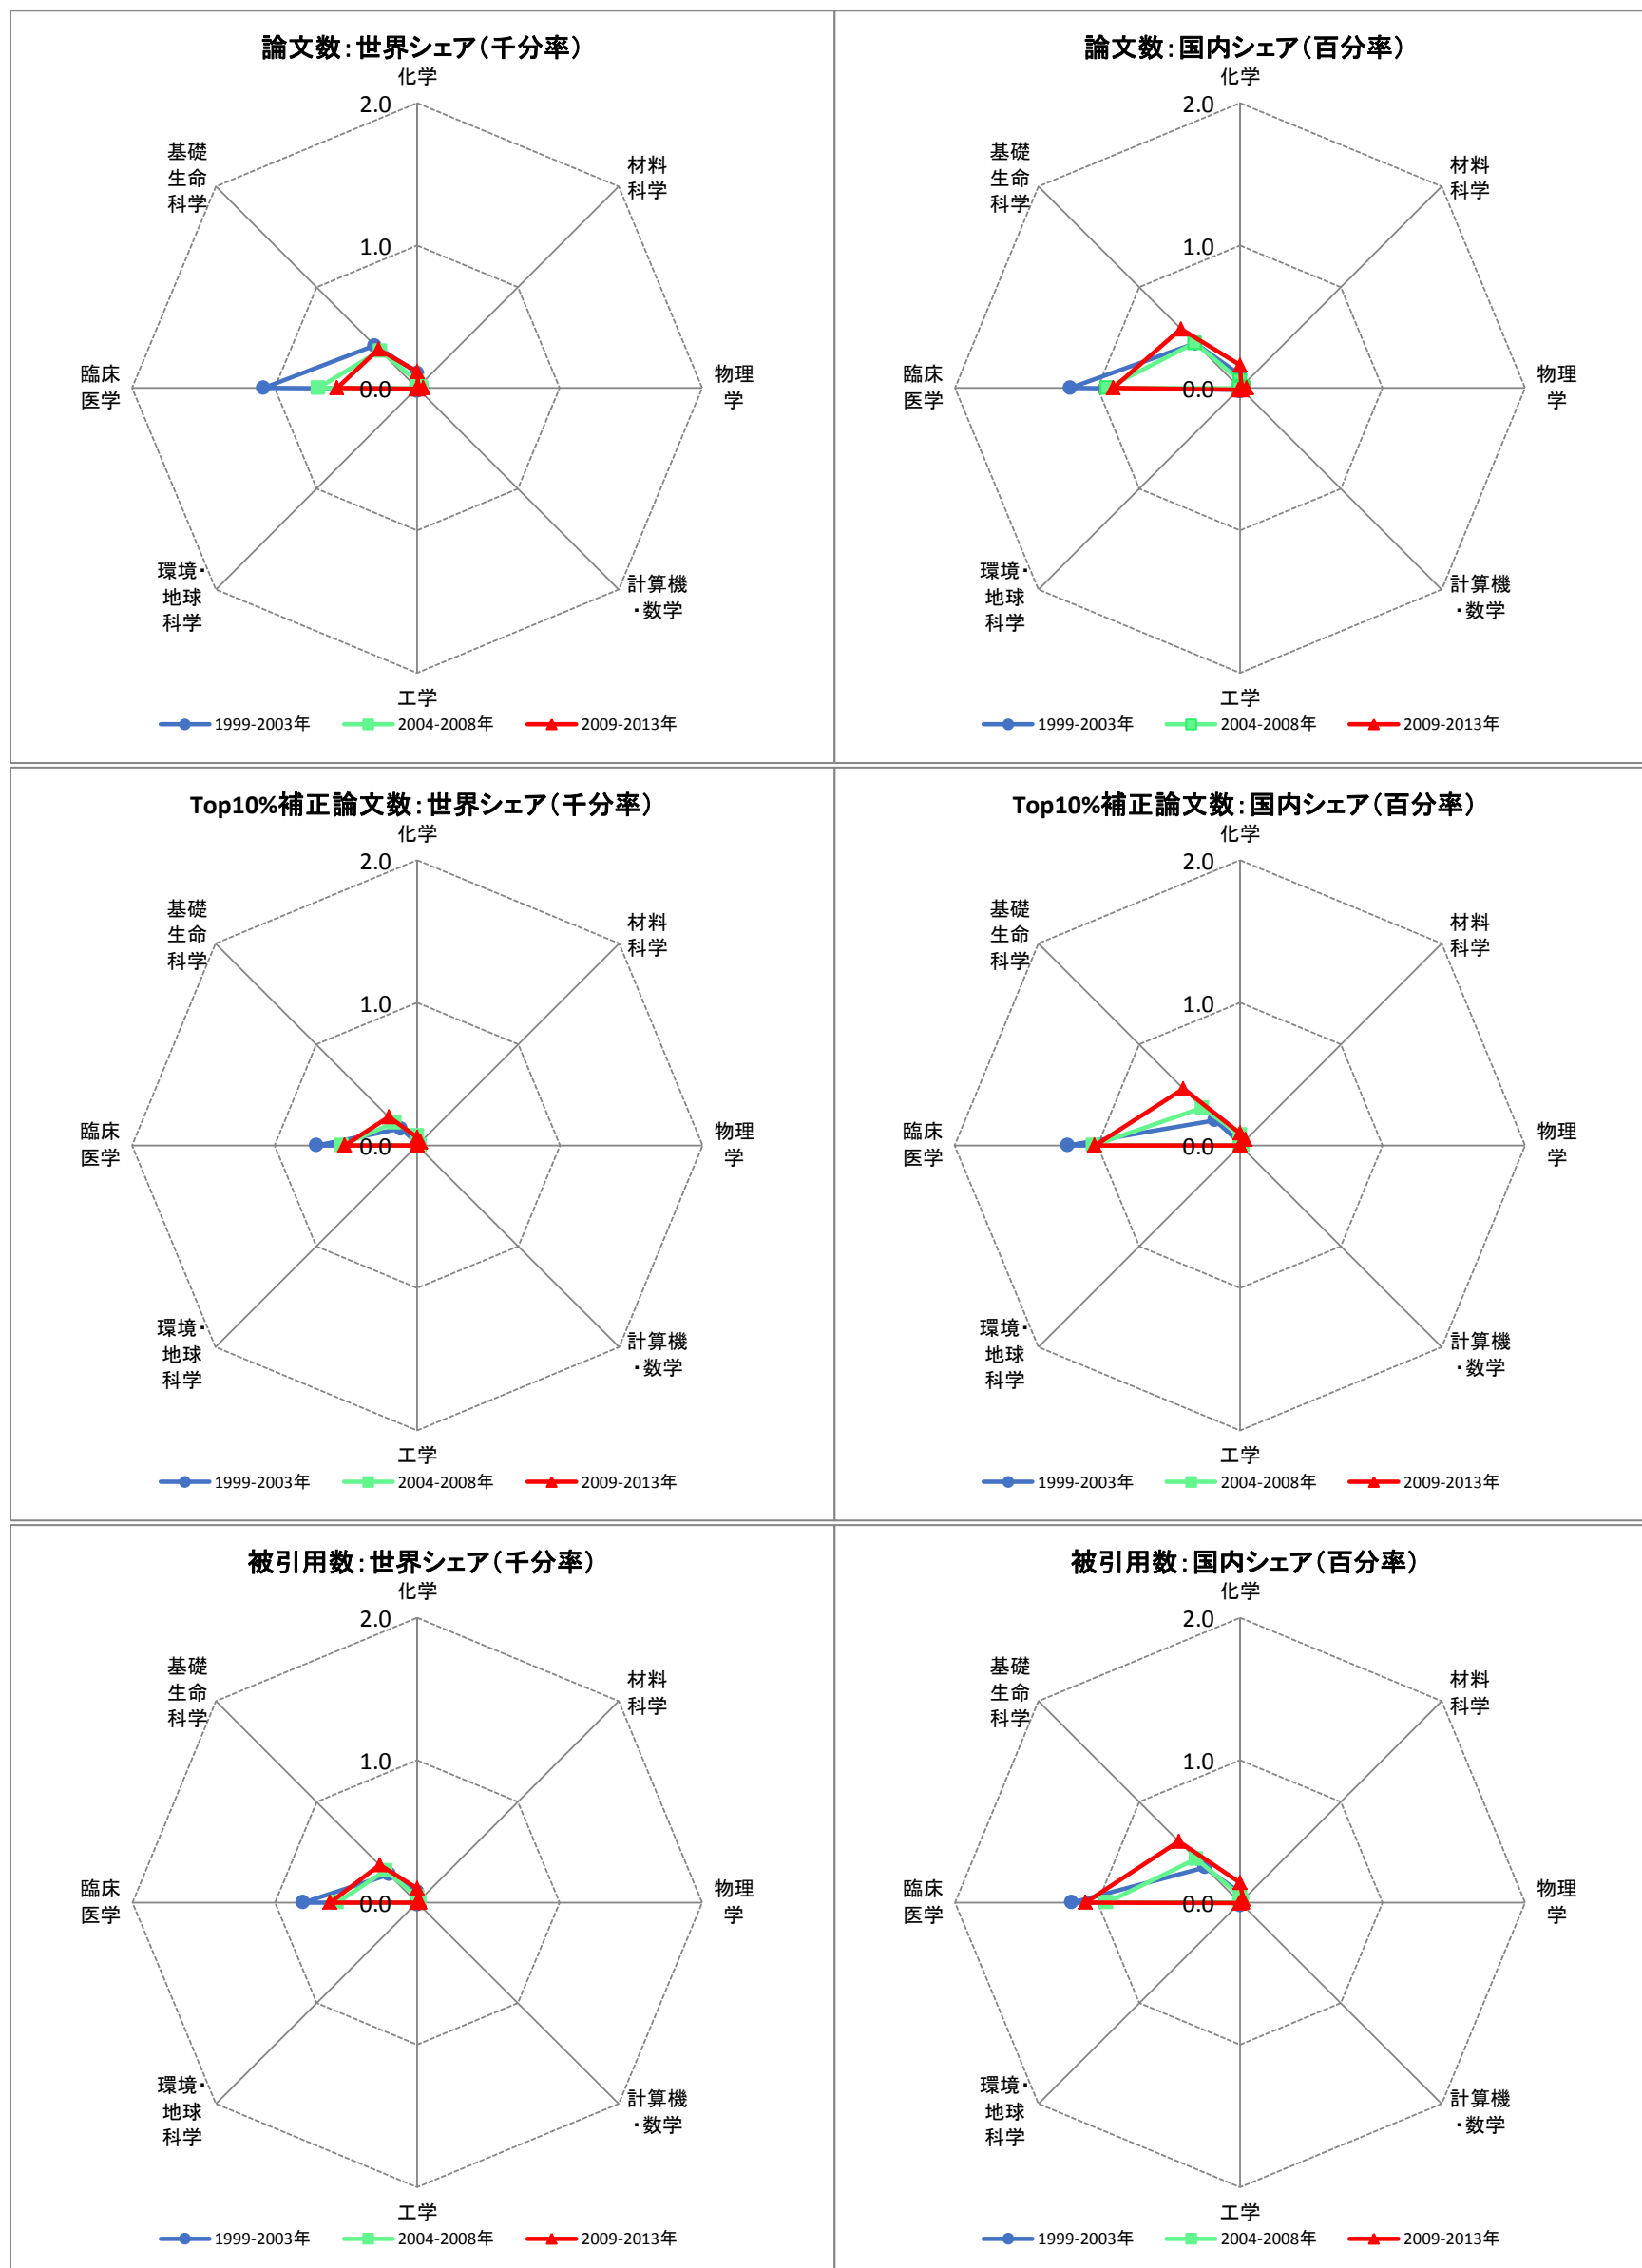 論文数:世界シェア(千分率)
化学
2.0
基礎
生命
科学
材料
科学
1.0
臨床
医学
0.0
物理
学
環境・
地球
科学
計算機
・数学
工学
1999-2003年 2004-2008年 2009-2013年
論文数:国内シェア(百分率)
化学
2.0
基礎
生命
科学
材料
科学
1.0
臨床
医学
0.0
物理
学
環境・
地球
科学
計算機
・数学
工学
1999-2003年 2004-2008年 2009-2013年
Top10%補正論文数:世界シェア(千分率)
化学
2.0
基礎
生命
科学
材料
科学
1.0
臨床
医学
0.0
物理
学
環境・
地球
科学
計算機
・数学
工学
1999-2003年 2004-2008年 2009-2013年
Top10%補正論文数:国内シェア(百分率)
化学
2.0
基礎
生命
科学
材料
科学
1.0
臨床
医学
0.0
物理
学
環境・
地球
科学
計算機
・数学
工学
1999-2003年 2004-2008年 2009-2013年
被引用数:世界シェア(千分率)
化学
2.0
基礎
生命
科学
材料
科学
1.0
臨床
医学
0.0
物理
学
環境・
地球
科学
計算機
・数学
工学
1999-2003年 2004-2008年 2009-2013年
被引用数:国内シェア(百分率)
化学
2.0
基礎
生命
科学
材料
科学
1.0
臨床
医学
0.0
物理
学
環境・
地球
科学
計算機
・数学
工学
1999-2003年 2004-2008年 2009-2013年